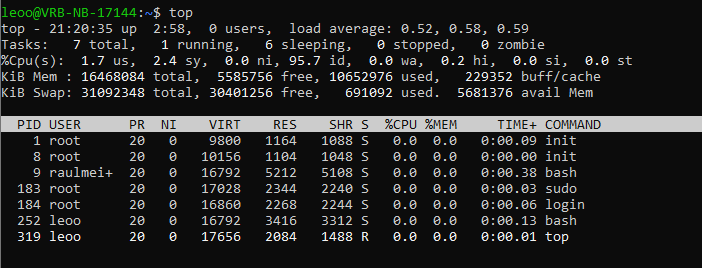 leoo@VRB-NB-17144:~$ top
top - 21:20:35 up  2:58,  0 users,  load average: 0.52, 0.58, 0.59
Tasks:   7 total,   1 running,   6 sleeping,   0 stopped,   0 zombie
%Cpu(s):  1.7 us,  2.4 sy,  0.0 ni, 95.7 id,  0.0 wa,  0.2 hi,  0.0 si,  0.0 st
KiB Mem : 16468084 total,  5585756 free, 10652976 used,   229352 buff/cache
KiB Swap: 31092348 total, 30401256 free,   691092 used.  5681376 avail Mem
PID USER      PR  NI    VIRT    RES    SHR S  %CPU %MEM     TIME+ COMMAND
1 root      20   0    9800   1164   1088 S   0.0  0.0   0:00.09 init
8 root      20   0   10156   1104   1048 S   0.0  0.0   0:00.00 init
9 raulmei+  20   0   16792   5212   5108 S   0.0  0.0   0:00.38 bash
183 root      20   0   17028   2344   2240 S   0.0  0.0   0:00.03 sudo
184 root      20   0   16860   2268   2244 S   0.0  0.0   0:00.06 login
252 leoo      20   0   16792   3416   3312 S   0.0  0.0   0:00.13 bash
319 leoo      20   0   17656   2084   1488 R   0.0  0.0   0:00.01 top